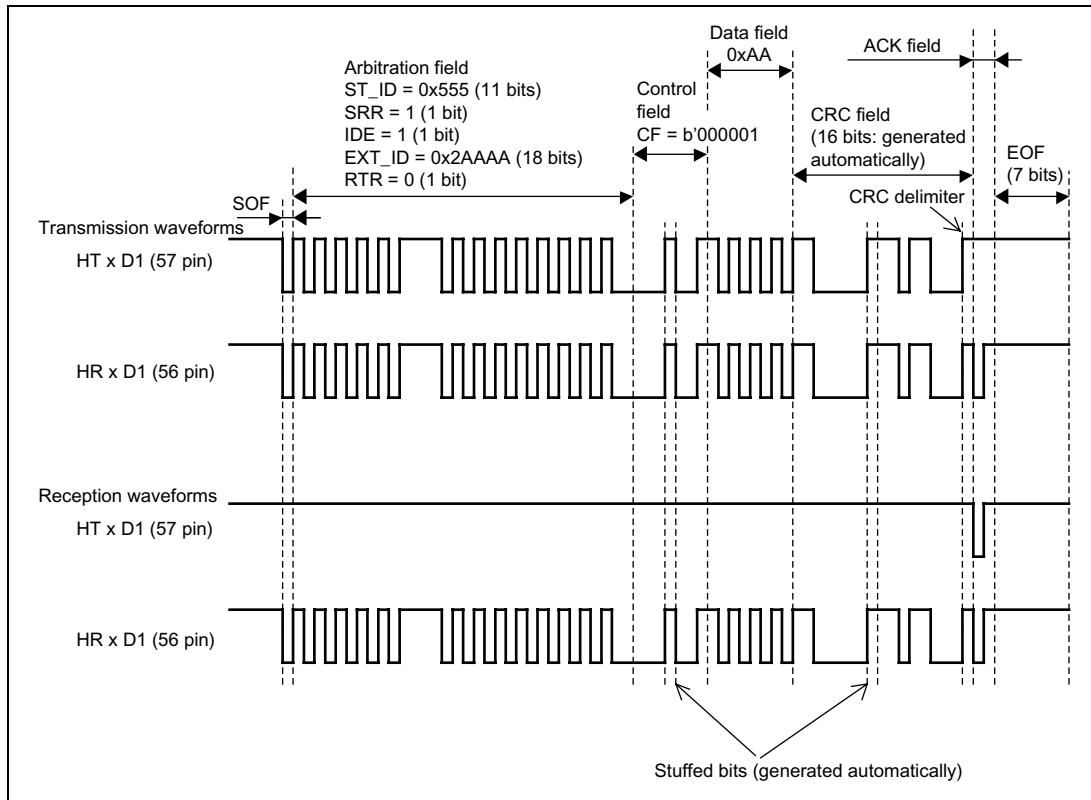 Data field
0xAA
ACK field
Arbitration field
ST_ID = 0x555 (11 bits)
SRR = 1 (1 bit)
IDE = 1 (1 bit)
EXT_ID = 0x2AAAA (18 bits)
RTR = 0 (1 bit)
Control
field
CF = b'000001
CRC field
(16 bits: generated
automatically)
EOF
(7 bits)
SOF
CRC delimiter
Transmission waveforms
HT x D1 (57 pin)
HR x D1 (56 pin)
Reception waveforms
HT x D1 (57 pin)
HR x D1 (56 pin)
Stuffed bits (generated automatically)